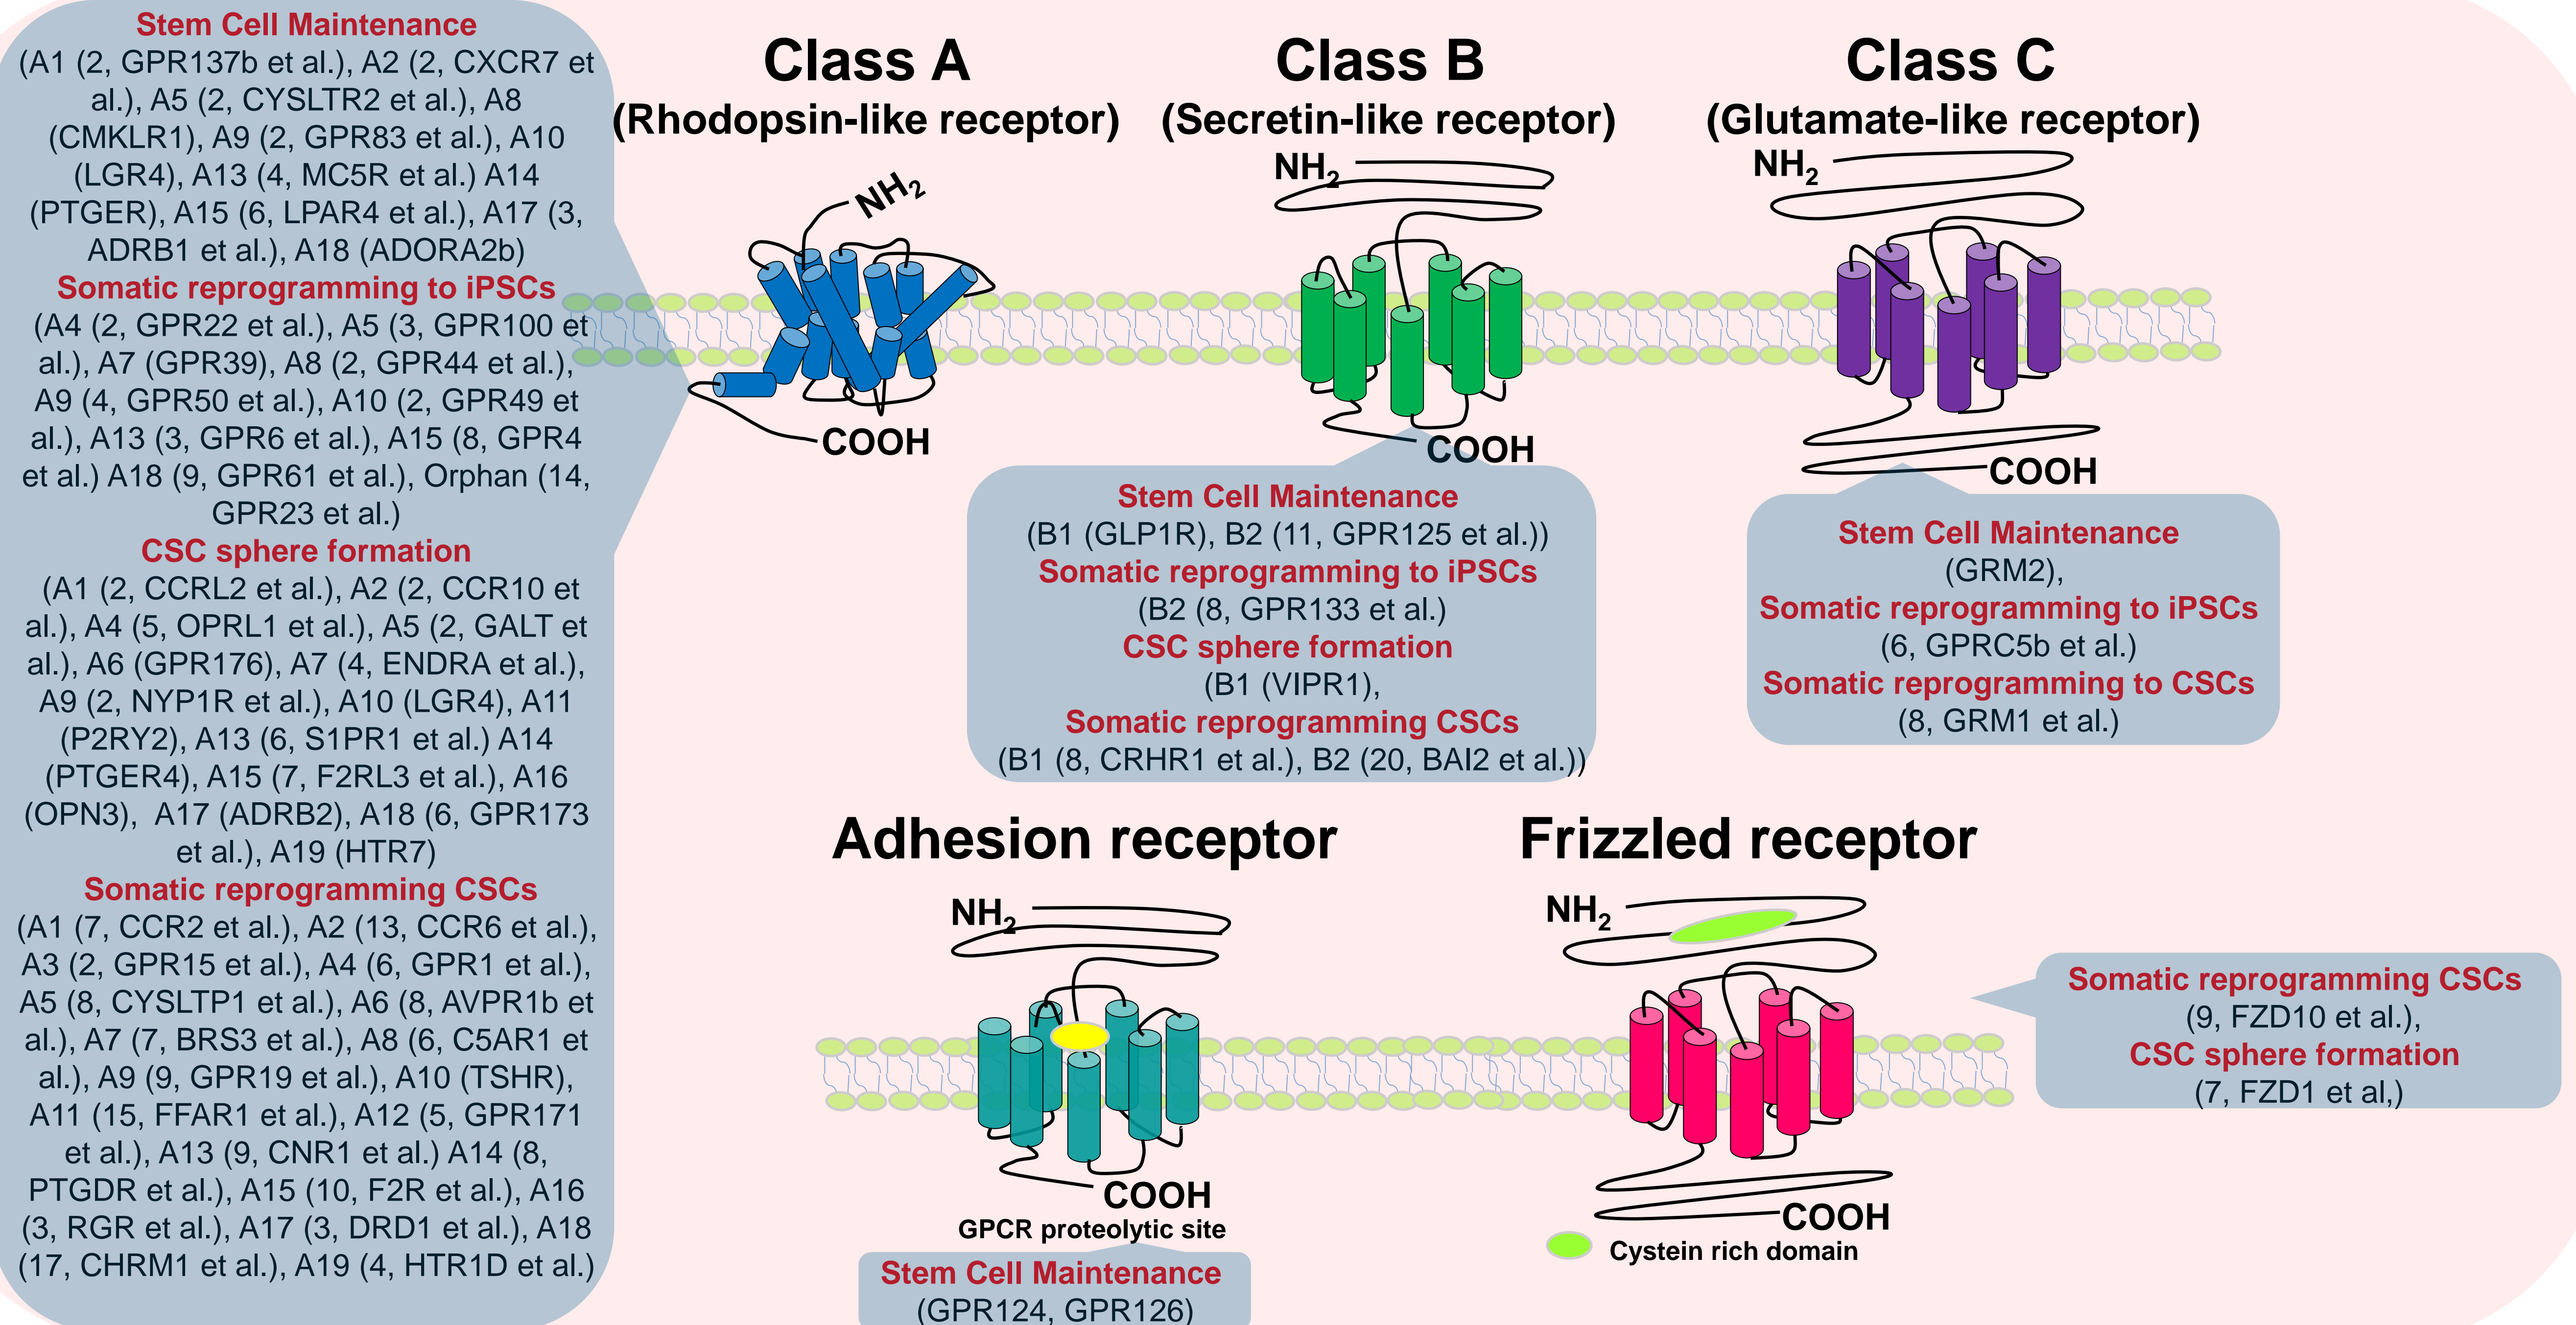 Stem Cell Maintenance
(A1 (2, GPR137b et al.), A2 (2, CXCR7 et
al.), A5 (2, CYSLTR2 et al.), A8
(CMKLR1), A9 (2, GPR83 et al.), A10
(LGR4), A13 (4, MC5R et al.) A14
(PTGER), A15 (6, LPAR4 et al.), A17 (3,
ADRB1 et al.), A18 (ADORA2b)
Somatic reprogramming to iPSCs
(A4 (2, GPR22 et al.), A5 (3, GPR100 et
al.), A7 (GPR39), A8 (2, GPR44 et al.),
A9 (4, GPR50 et al.), A10 (2, GPR49 et
al.), A13 (3, GPR6 et al.), A15 (8, GPR4
et al.) A18 (9, GPR61 et al.), Orphan (14,
GPR23 et al.)
CSC sphere formation
(A1 (2, CCRL2 et al.), A2 (2, CCR10 et
al.), A4 (5, OPRL1 et al.), A5 (2, GALT et
al.), A6 (GPR176), A7 (4, ENDRA et al.),
A9 (2, NYP1R et al.), A10 (LGR4), A11
(P2RY2), A13 (6, S1PR1 et al.) A14
(PTGER4), A15 (7, F2RL3 et al.), A16
(OPN3), A17 (ADRB2), A18 (6, GPR173
et al.), A19 (HTR7)
Somatic reprogramming CSCs
(A1 (7, CCR2 et al.), A2 (13, CCR6 et al.),
A3 (2, GPR15 et al.), A4 (6, GPR1 et al.),
A5 (8, CYSLTP1 et al.), A6 (8, AVPR1b et
al.), A7 (7, BRS3 et al.), A8 (6, C5AR1 et
al.), A9 (9, GPR19 et al.), A10 (TSHR),
A11 (15, FFAR1 et al.), A12 (5, GPR171
et al.), A13 (9, CNR1 et al.) A14 (8,
PTGDR et al.), A15 (10, F2R et al.), A16
(3, RGR et al.), A17 (3, DRD1 et al.), A18
(17, CHRM1 et al.), A19 (4, HTR1D et al.)
Class A
(Rhodopsin-like receptor)
NH2
COOH
Class B
(Secretin-like receptor)
NH2
COOH
Stem Cell Maintenance
(B1 (GLP1R), B2 (11, GPR125 et al.))
Somatic reprogramming to iPSCs
(B2 (8, GPR133 et al.)
CSC sphere formation
(B1 (VIPR1),
Somatic reprogramming CSCs
(B1 (8, CRHR1 et al.), B2 (20, BAI2 et al.))
Class C
(Glutamate-like receptor)
NH2
COOH
Stem Cell Maintenance
(GRM2),
Somatic reprogramming to iPSCs
(6, GPRC5b et al.)
Somatic reprogramming to CSCs
(8, GRM1 et al.)
Adhesion receptor
NH2
COOH
GPCR proteolytic site
Stem Cell Maintenance
(GPR124, GPR126)
Frizzled receptor
NH2
COOH
Cystein rich domain
Somatic reprogramming CSCs
(9, FZD10 et al.),
CSC sphere formation
(7, FZD1 et al,)